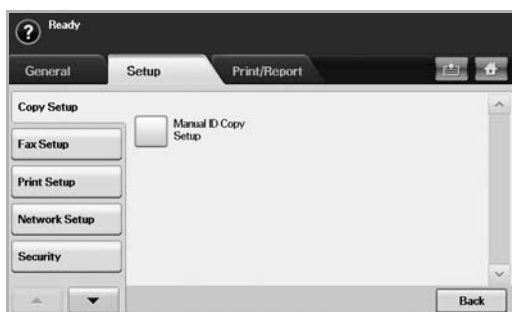 ? Ready
General Setup Print/Report
Copy Setup
Manual ID Copy
Setup
Fax Setup
Print Setup
Network Setup
Security
Back